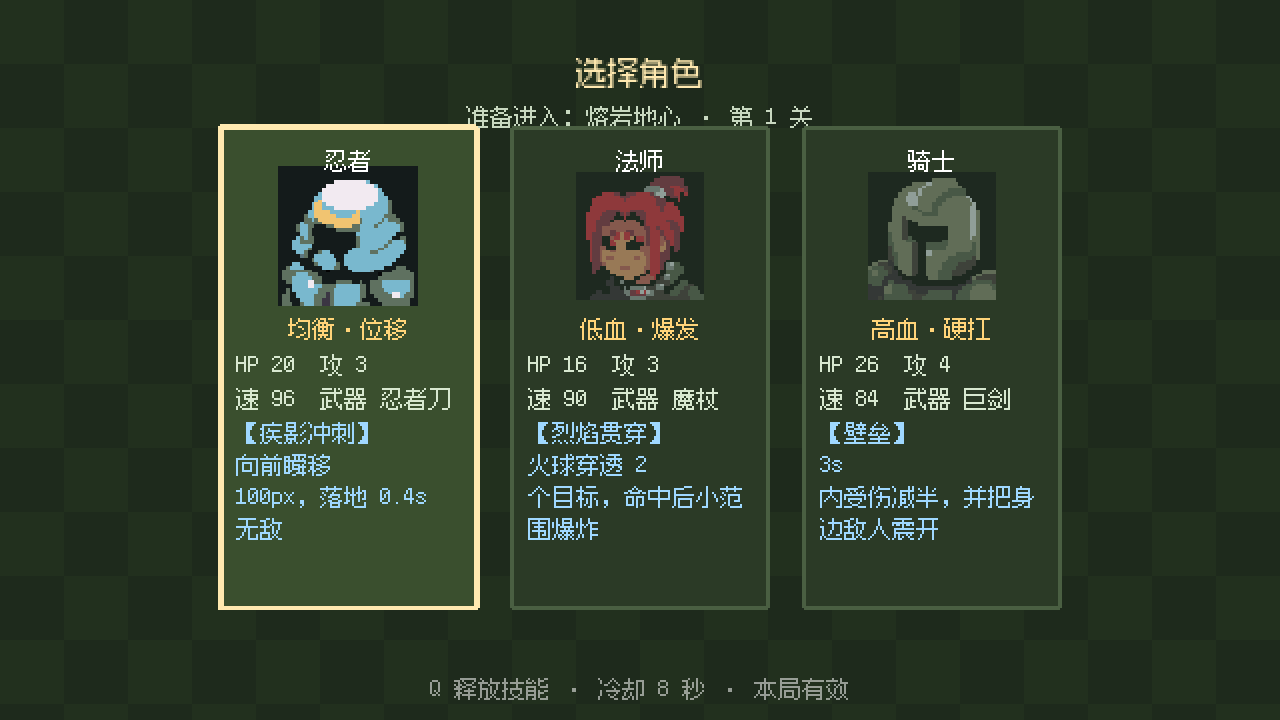 选择角色
准备进入: 熔岩地心 · 第 1 关
忍者
均衡·位移
HP 20 攻 3
速 96 武器 忍者刀
【疾影冲刺】
向前瞬移
100px, 落地 0.4s
无敌
法师
低血·爆发
HP 16 攻 3
速 90 武器 魔杖
【烈焰贯穿】
火球穿透 2
个目标, 命中后小范
围爆炸
骑士
高血·硬扛
HP 26 攻 4
速 84 武器 巨剑
【壁垒】
3s
内受伤减半, 并把身
边敌人震开
Q 释放技能 · 冷却 8 秒 · 本局有效